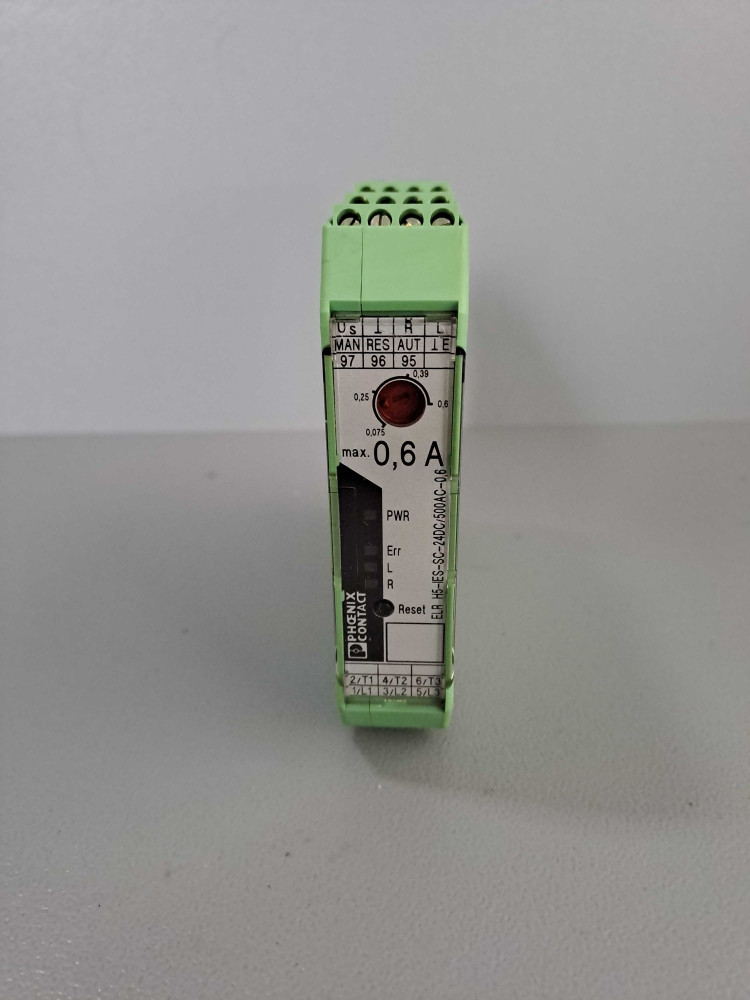 Us ⊥ R L
MAN RES AUT ⊥E
97 96 95
0,39
0,25
0,6
0,075
max. 0,6 A
ELR H5-IES-SC-24DC/500AC-0,6
PWR
Err
L
R
Reset
PHŒNIX
CONTACT
2/T1 4/T2 6/T3
1/L1 3/L2 5/L3